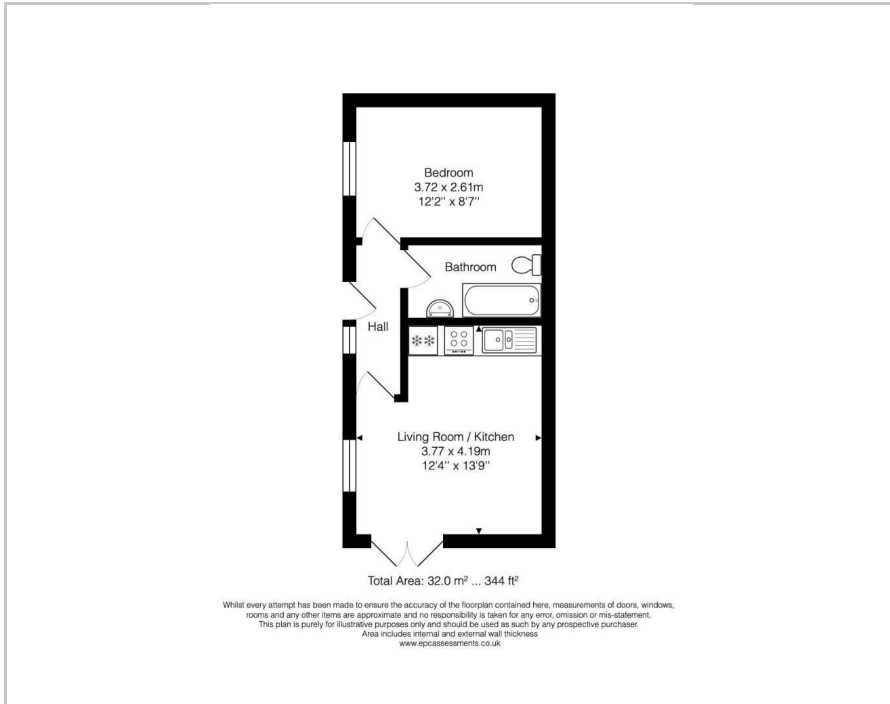 Bedroom
3.72 x 2.61m
12'2'' x 8'7''
Bathroom
Hall
Living Room / Kitchen
3.77 x 4.19m
12'4'' x 13'9''
Total Area: 32.0 m² ... 344 ft²
Whilst every attempt has been made to ensure the accuracy of the floorplan contained here, measurements of doors, windows,
rooms and any other items are approximate and no responsibility is taken for any error, omission or mis-statement.
This plan is purely for illustrative purposes only and should be used as such by any prospective purchaser.
Area includes internal and external wall thickness
www.epcassessments.co.uk